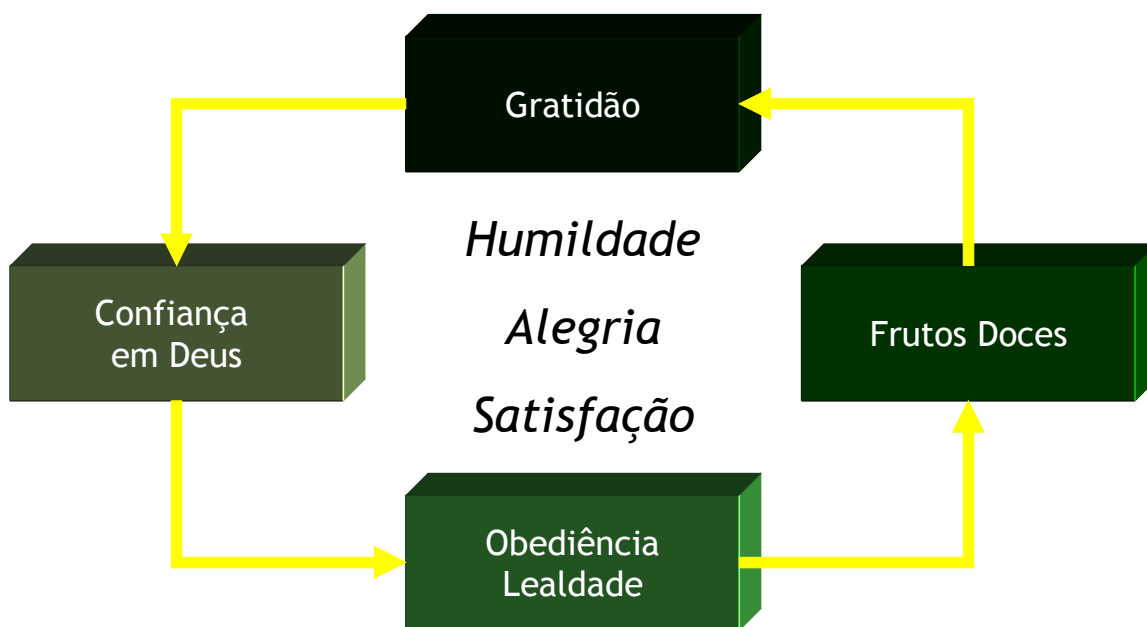 Gratidão
Humildade
Confiança
em Deus
Alegria
Frutos Doces
Satisfação
Obediência
Lealdade